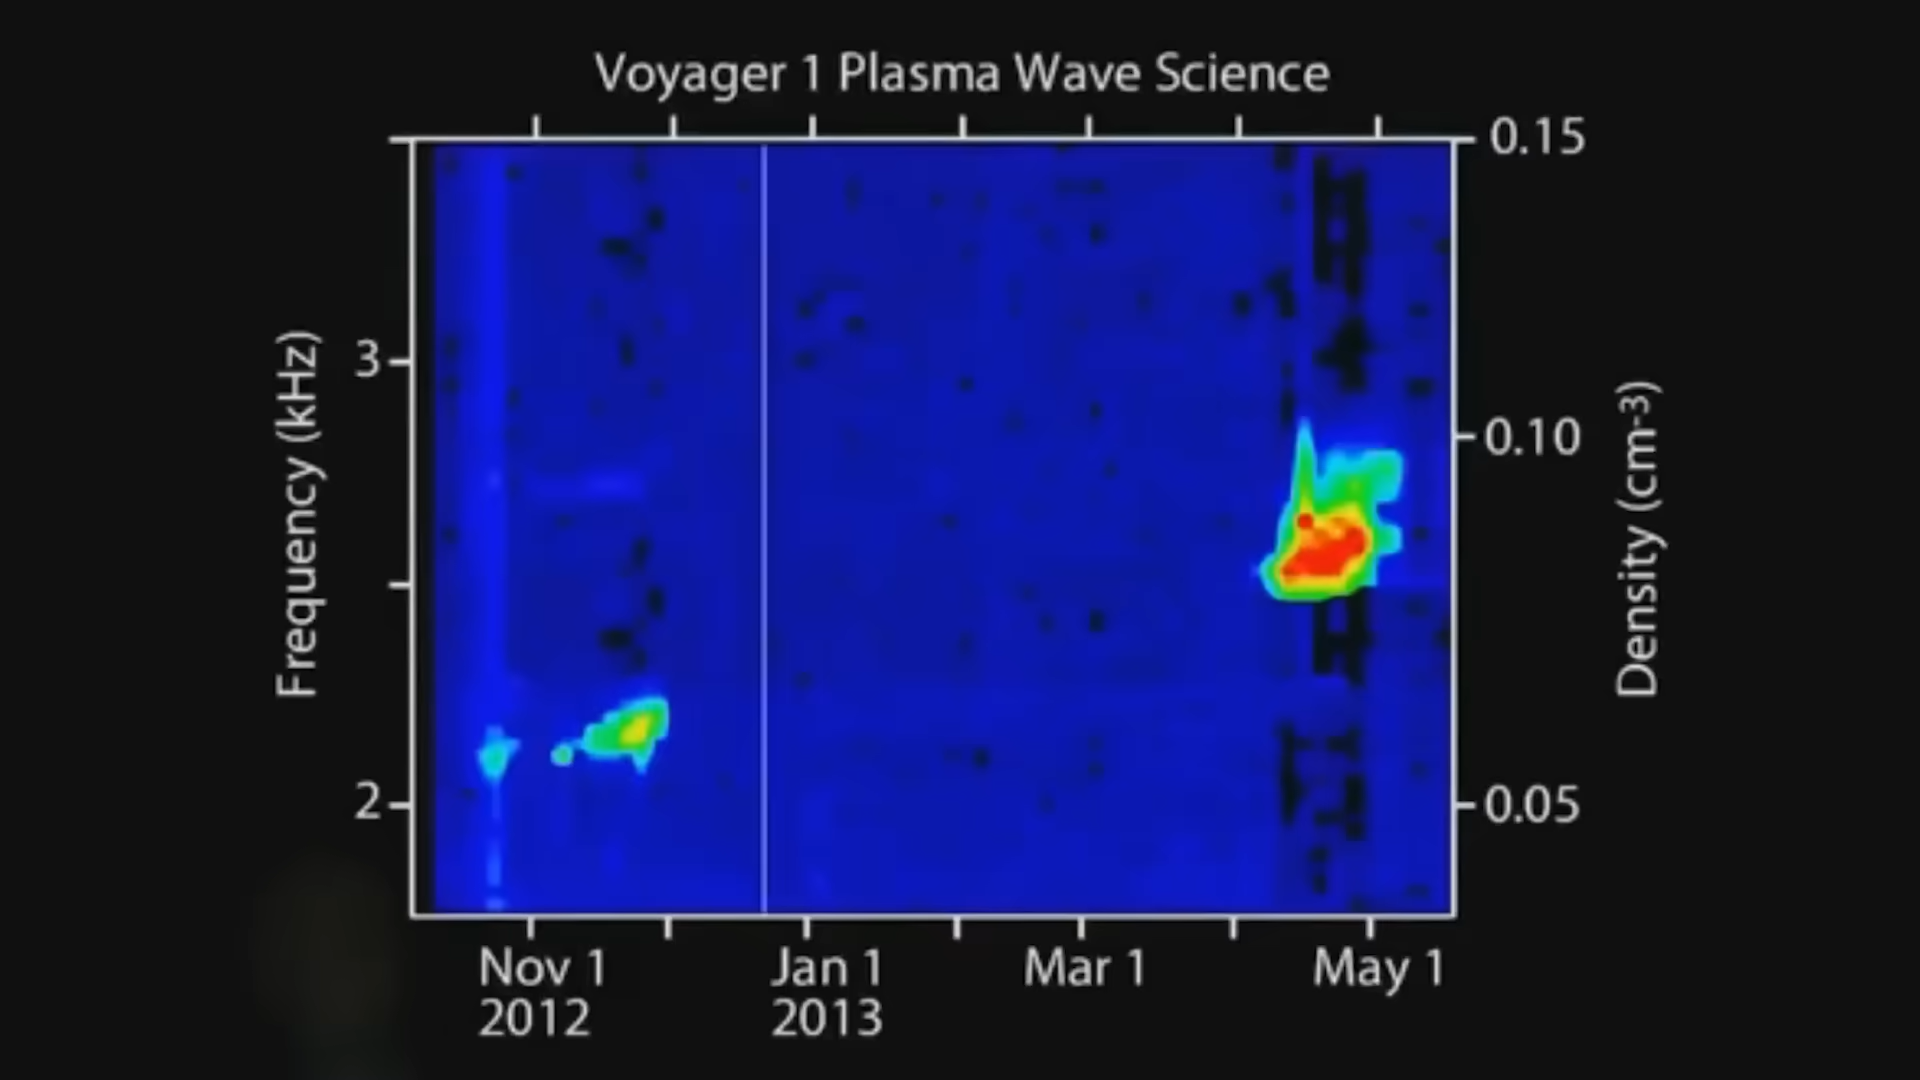 Voyager 1 Plasma Wave Science
Frequency (kHz)
3
2
0.15
0.10
0.05
Density (cm-3)
Nov 1
2012
Jan 1
2013
Mar 1
May 1